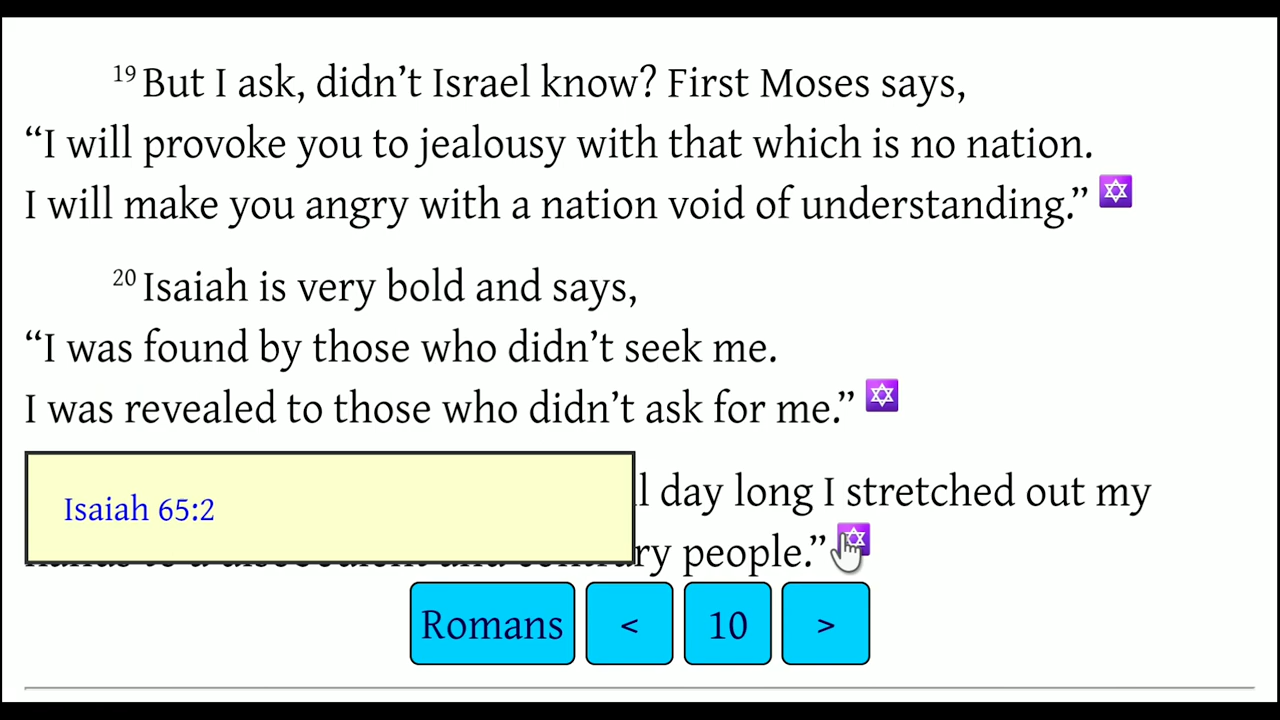 19 But I ask, didn’t Israel know? First Moses says,
“I will provoke you to jealousy with that which is no nation.
I will make you angry with a nation void of understanding.” ✡
20 Isaiah is very bold and says,
“I was found by those who didn’t seek me.
I was revealed to those who didn’t ask for me.” ✡
Isaiah 65:2
day long I stretched out my
people.” ✡
Romans < 10 >